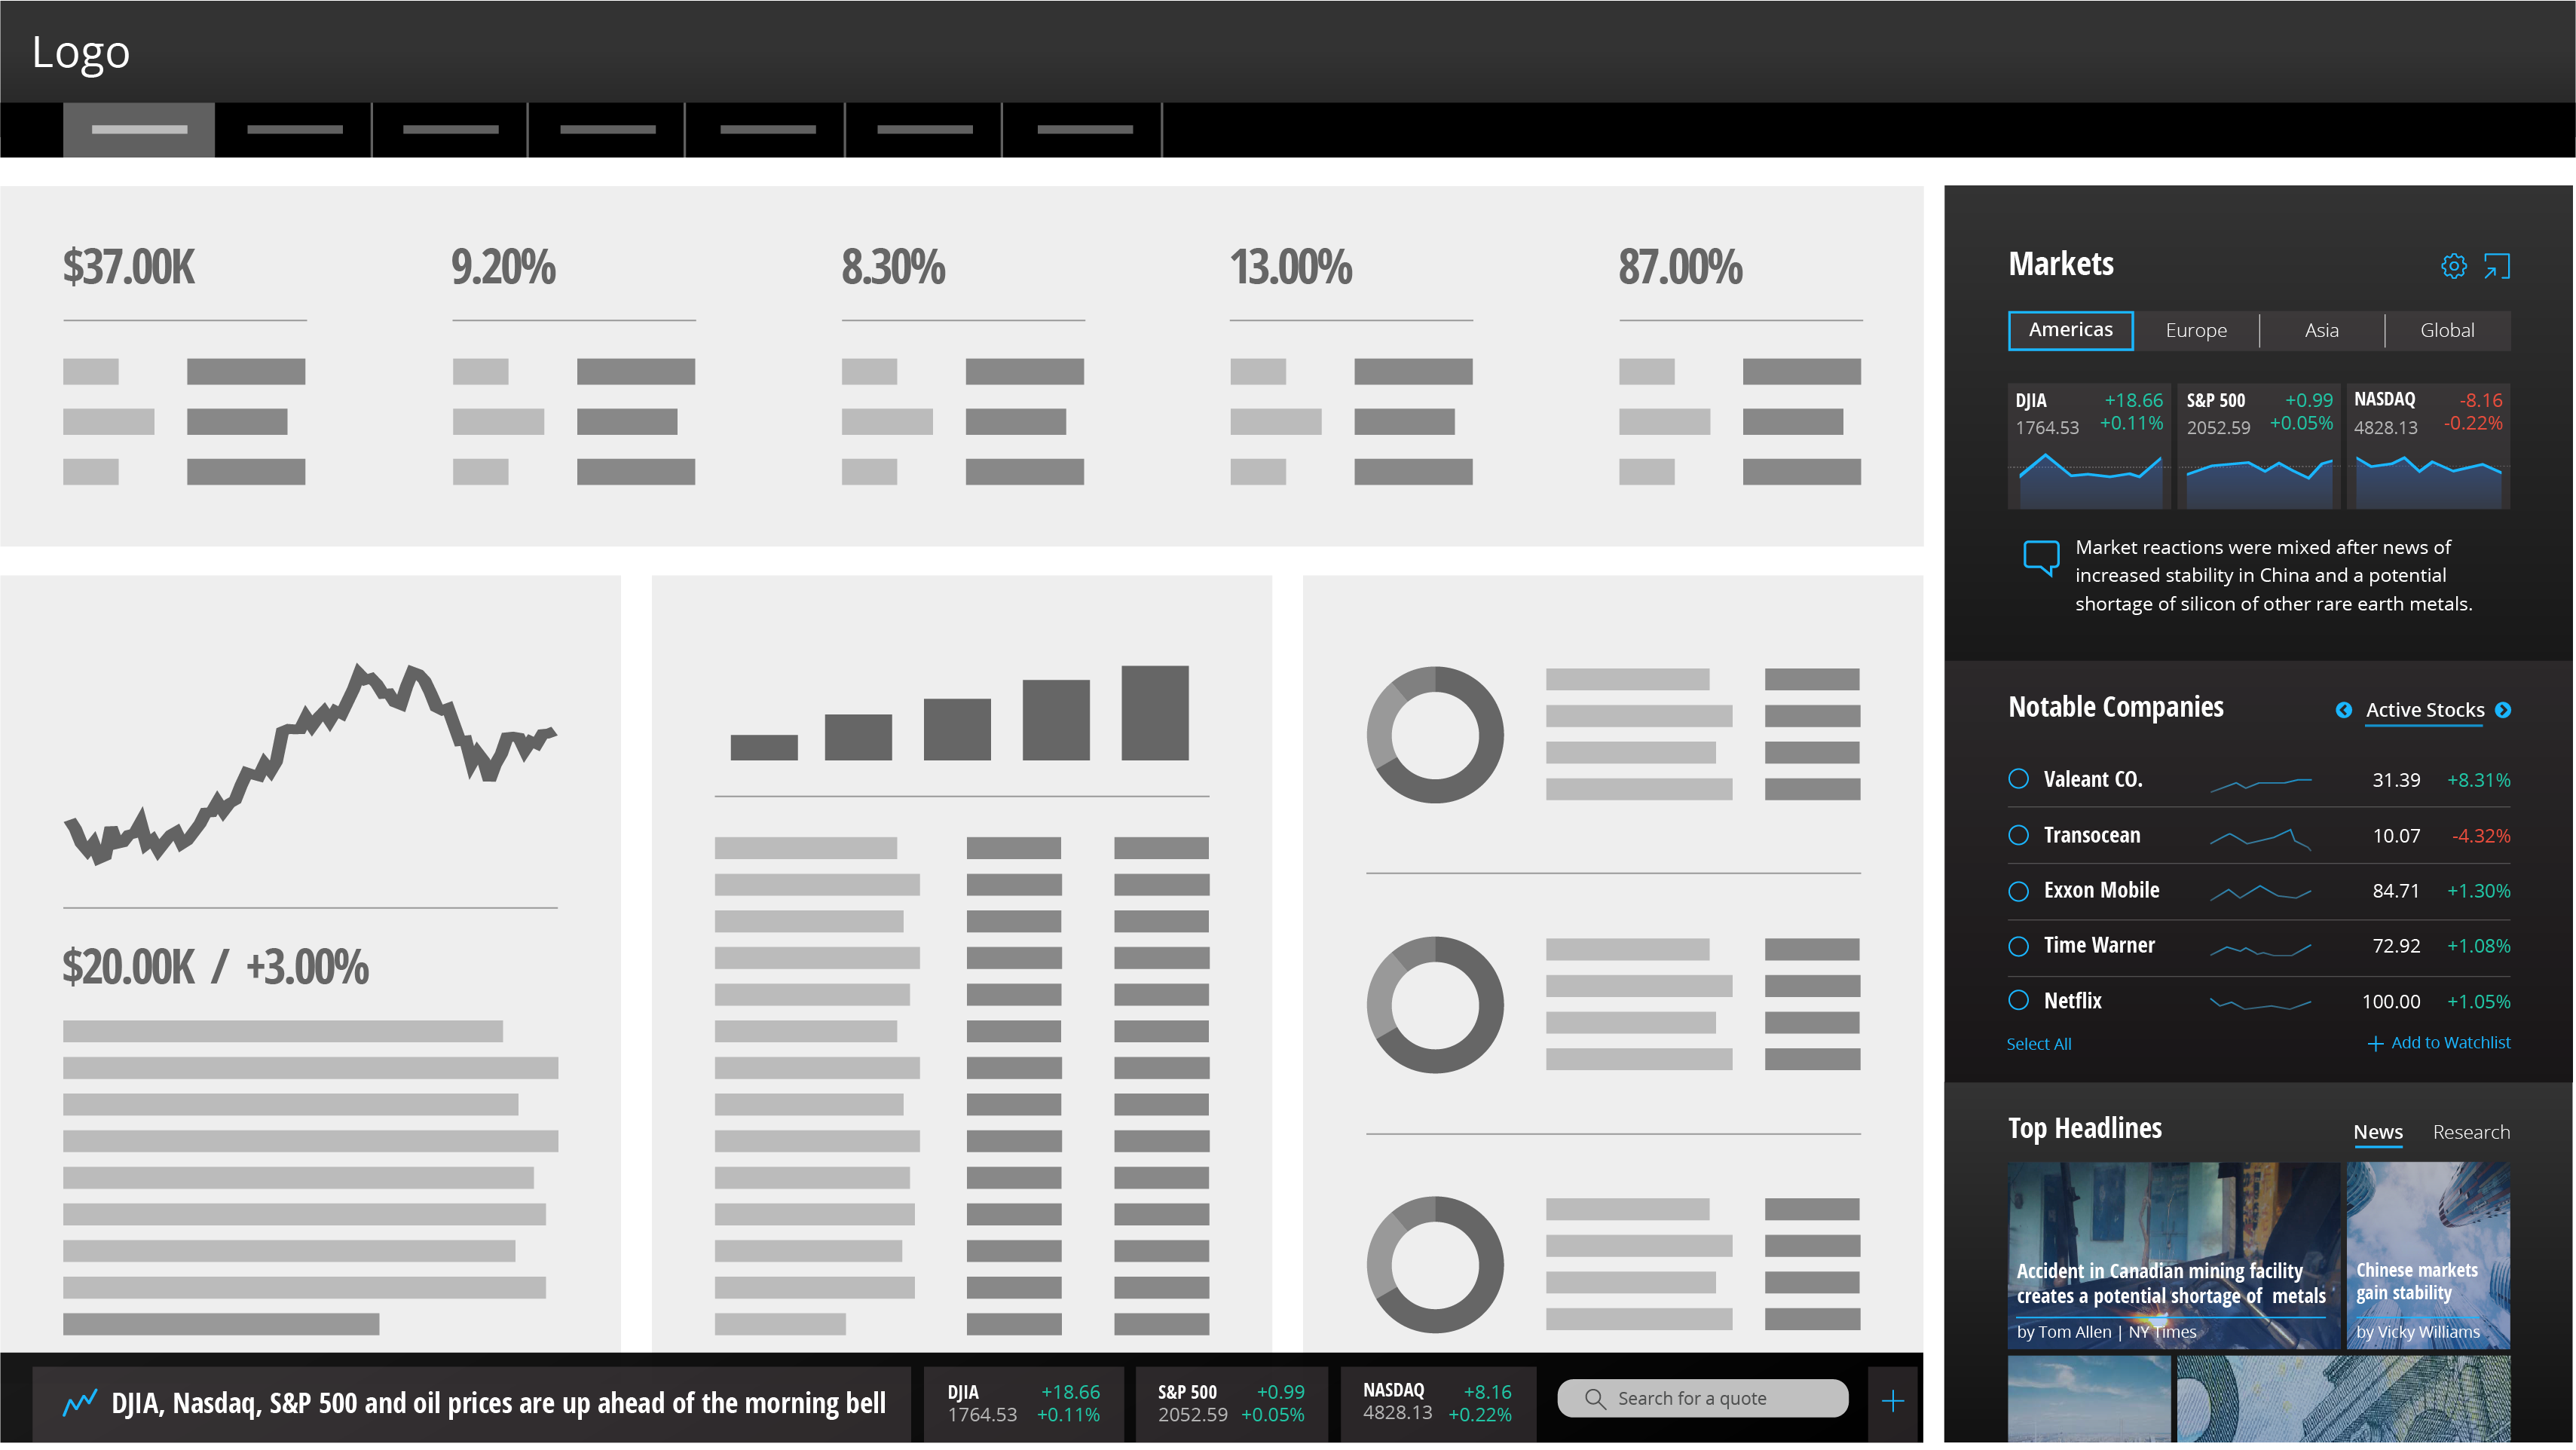 Logo
$37.00K
9.20%
8.30%
13.00%
87.00%
$20.00K / +3.00%
Markets
Americas Europe Asia Global
DJIA +18.66
1764.53 +0.11%
S&P 500 +0.99
2052.59 +0.05%
NASDAQ -8.16
4828.13 -0.22%
Market reactions were mixed after news of
increased stability in China and a potential
shortage of silicon of other rare earth metals.
Notable Companies Active Stocks
Valeant CO. 31.39 +8.31%
Transocean 10.07 -4.32%
Exxon Mobile 84.71 +1.30%
Time Warner 72.92 +1.08%
Netflix 100.00 +1.05%
Select All + Add to Watchlist
Top Headlines News Research
Accident in Canadian mining facility
creates a potential shortage of metals
by Tom Allen | NY Times
Chinese markets
gain stability
by Vicky Williams
DJIA, Nasdaq, S&P 500 and oil prices are up ahead of the morning bell
DJIA +18.66
1764.53 +0.11%
S&P 500 +0.99
2052.59 +0.05%
NASDAQ +8.16
4828.13 +0.22%
Search for a quote
+